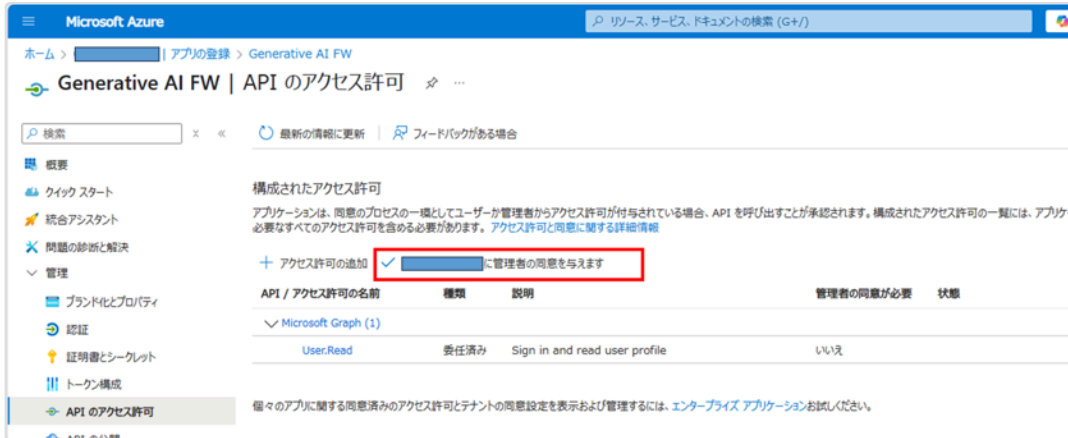 Microsoft Azure
リソース、サービス、ドキュメントの検索 (G+/)
ホーム > | アプリの登録 > Generative AI FW
Generative AI FW | API のアクセス許可
検索
最新の情報に更新 | フィードバックがある場合
概要
クイック スタート
統合アシスタント
問題の診断と解決
管理
ブランド化とプロパティ
認証
証明書とシークレット
トークン構成
API のアクセス許可
API の公開
構成されたアクセス許可
アプリケーションは、同意のプロセスの一環としてユーザーか管理者からアクセス許可が付与されている場合、API を呼び出すことが承認されます。構成されたアクセス許可の一覧には、アプリケ
必要なすべてのアクセス許可を含める必要があります。 アクセス許可と同意に関する詳細情報
アクセス許可の追加 に管理者の同意を与えます
API / アクセス許可の名前 種類 説明 管理者の同意が必要 状態
Microsoft Graph (1)
User.Read 委任済み Sign in and read user profile いいえ
個々のアプリに関する同意済みのアクセス許可とテナントの同意設定を表示および管理するには、エンタープライズ アプリケーションお試しください。